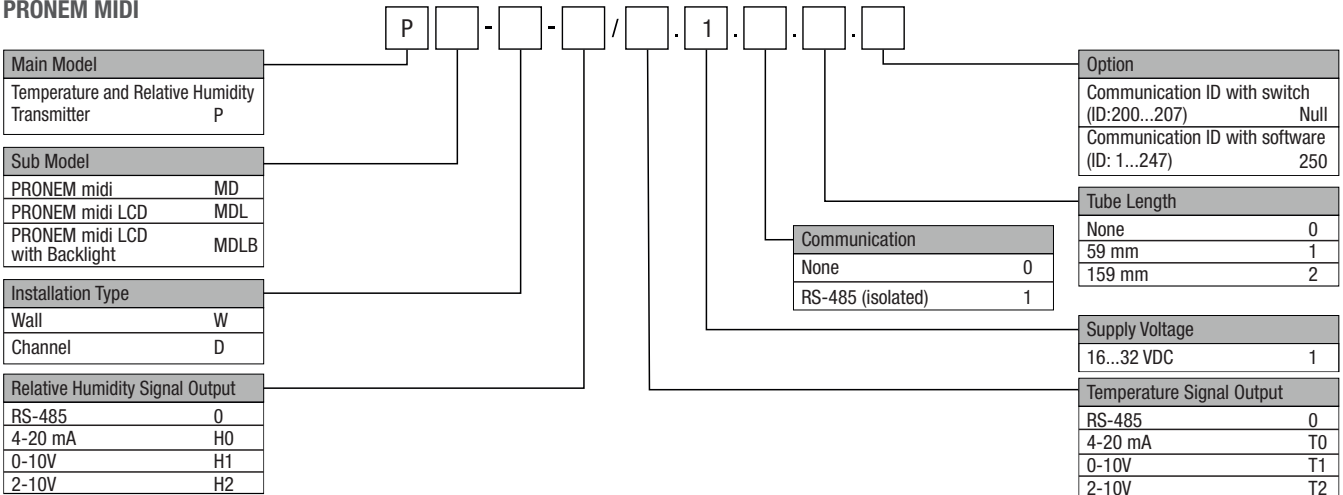 PRONEM MIDI
P - - / . 1 . . .
Main Model
Temperature and Relative Humidity
Transmitter P
Sub Model
PRONEM midi MD
PRONEM midi LCD MDL
PRONEM midi LCD
with Backlight MDLB
Installation Type
Wall W
Channel D
Relative Humidity Signal Output
RS-485 0
4-20 mA H0
0-10V H1
2-10V H2
Communication
None 0
RS-485 (isolated) 1
Option
Communication ID with switch
(ID:200...207) Null
Communication ID with software
(ID: 1...247) 250
Tube Length
None 0
59 mm 1
159 mm 2
Supply Voltage
16...32 VDC 1
Temperature Signal Output
RS-485 0
4-20 mA T0
0-10V T1
2-10V T2